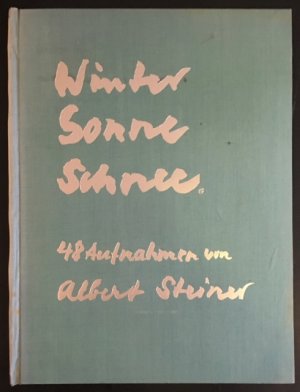 Winter
Sonne
Schnee.
48 Aufnahmen von
Albert Steiner